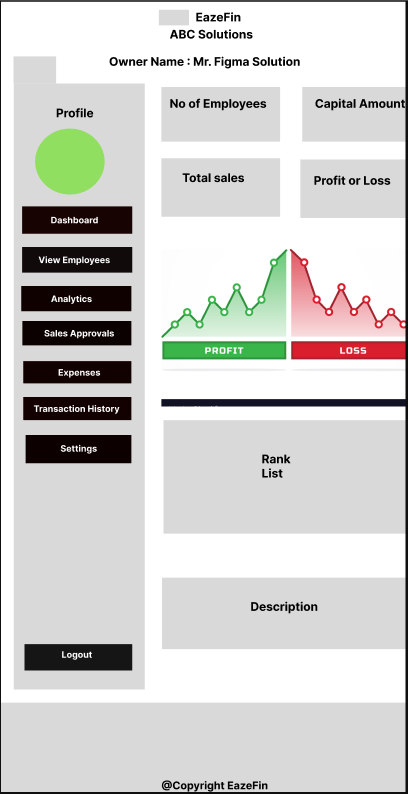 EazeFin
ABC Solutions
Owner Name : Mr. Figma Solution
Profile
Dashboard
View Employees
Analytics
Sales Approvals
Expenses
Transaction History
Settings
Logout
No of Employees
Capital Amount
Total sales
Profit or Loss
PROFIT
LOSS
Rank
List
Description
@Copyright EazeFin